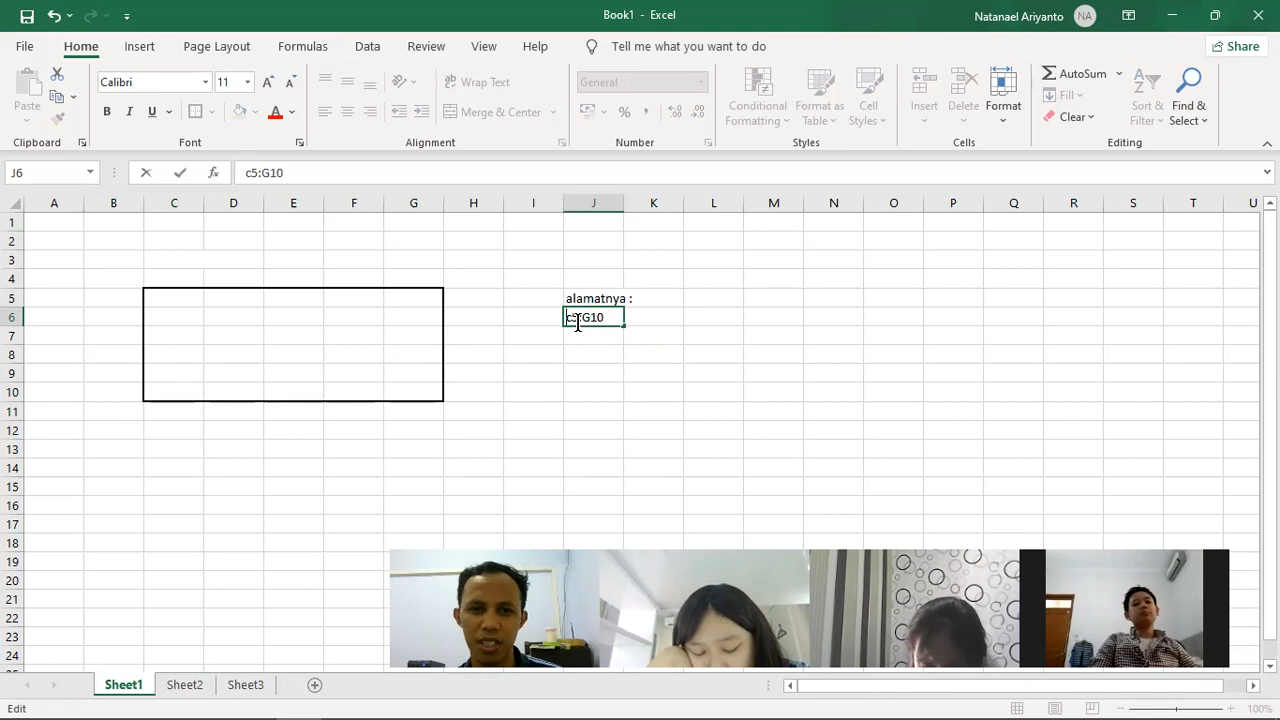 Book1 - Excel
Natanael Ariyanto NA
File Home Insert Page Layout Formulas Data Review View Help Tell me what you want to do Share
Paste
Calibri 11
B I U A
Wrap Text
Merge & Center
General
% ,
Conditional Formatting
Format as Table
Cell Styles
Insert Delete Format
AutoSum
Fill
Clear
Sort & Filter
Find & Select
Clipboard Font Alignment Number Styles Cells Editing
J6 fx c5:G10
A B C D E F G H I J K L M N O P Q R S T U
1
2
3
4
5 alamatnya :
6 c5:G10
7
8
9
10
11
12
13
14
15
16
17
18
19
20
21
22
23
24
Sheet1 Sheet2 Sheet3
Edit 100%